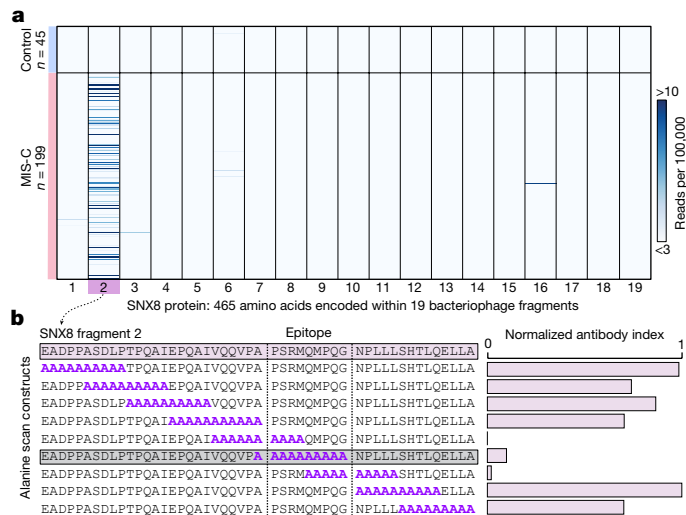 a
Control
n = 45
MIS-C
n = 199
>10
Reads per 100,000
<3
1 2 3 4 5 6 7 8 9 10 11 12 13 14 15 16 17 18 19
SNX8 protein: 465 amino acids encoded within 19 bacteriophage fragments
b
SNX8 fragment 2 Epitope Normalized antibody index
0 1
Alanine scan constructs
EADPPASDLPTPQAIEPQAIVQQVPA PSRMQMPQG NPLLLSHTLQELLA
AAAAAAAAAATPQAIEPQAIVQQVPA PSRMQMPQG NPLLLSHTLQELLA
EADPPAAAAAAAAAAEPQAIVQQVPA PSRMQMPQG NPLLLSHTLQELLA
EADPPASDLPAAAAAAAAAAVQQVPA PSRMQMPQG NPLLLSHTLQELLA
EADPPASDLPTPQAIAAAAAAAAAAA PSRMQMPQG NPLLLSHTLQELLA
EADPPASDLPTPQAIEPQAIAAAAAA AAAAQMPQG NPLLLSHTLQELLA
EADPPASDLPTPQAIEPQAIVQQVPA AAAAAAAAA NPLLLSHTLQELLA
EADPPASDLPTPQAIEPQAIVQQVPA PSRMAAAAA AAAAASHTLQELLA
EADPPASDLPTPQAIEPQAIVQQVPA PSRMQMPQG AAAAAAAAAAELLA
EADPPASDLPTPQAIEPQAIVQQVPA PSRMQMPQG NPLLLAAAAAAAAA